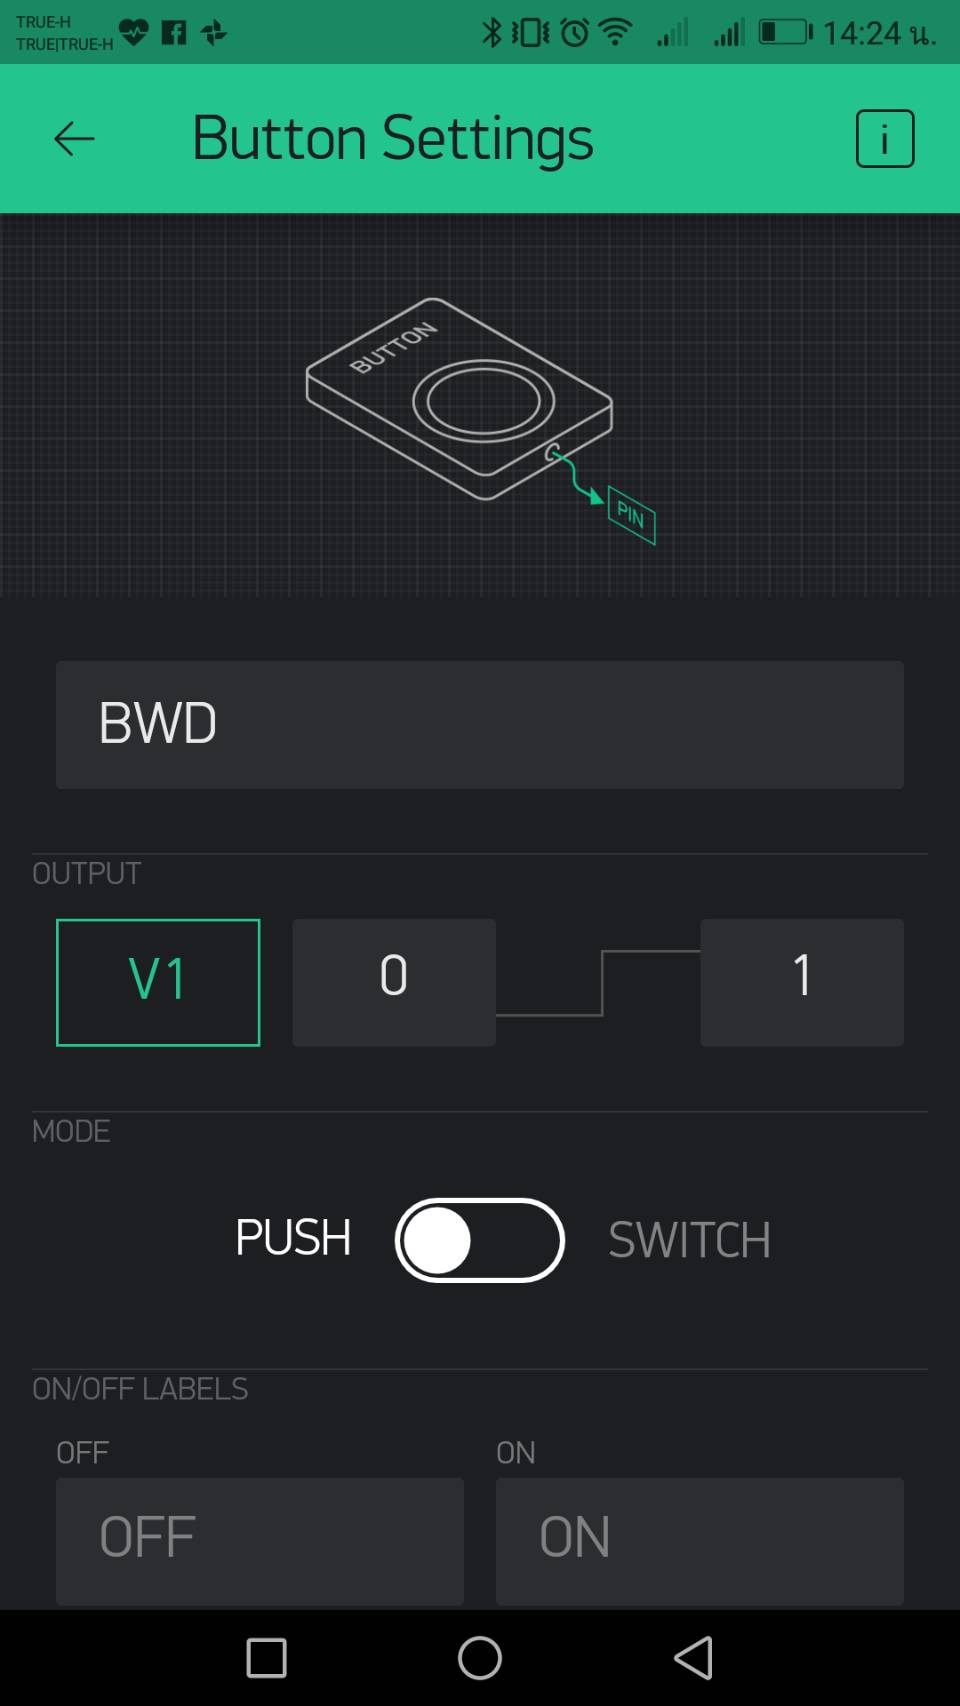 TRUE-H
TRUE|TRUE-H
14:24 น.
Button Settings
i
BUTTON
PIN
BWD
OUTPUT
V1 0 1
MODE
PUSH SWITCH
ON/OFF LABELS
OFF ON
OFF ON